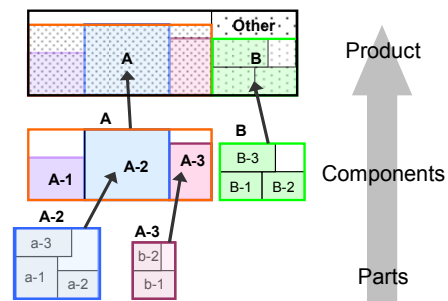 Other
A
B
Product
A
B
A-1
A-2
A-3
B-3
B-1
B-2
Components
A-2
A-3
a-3
a-1
a-2
b-2
b-1
Parts